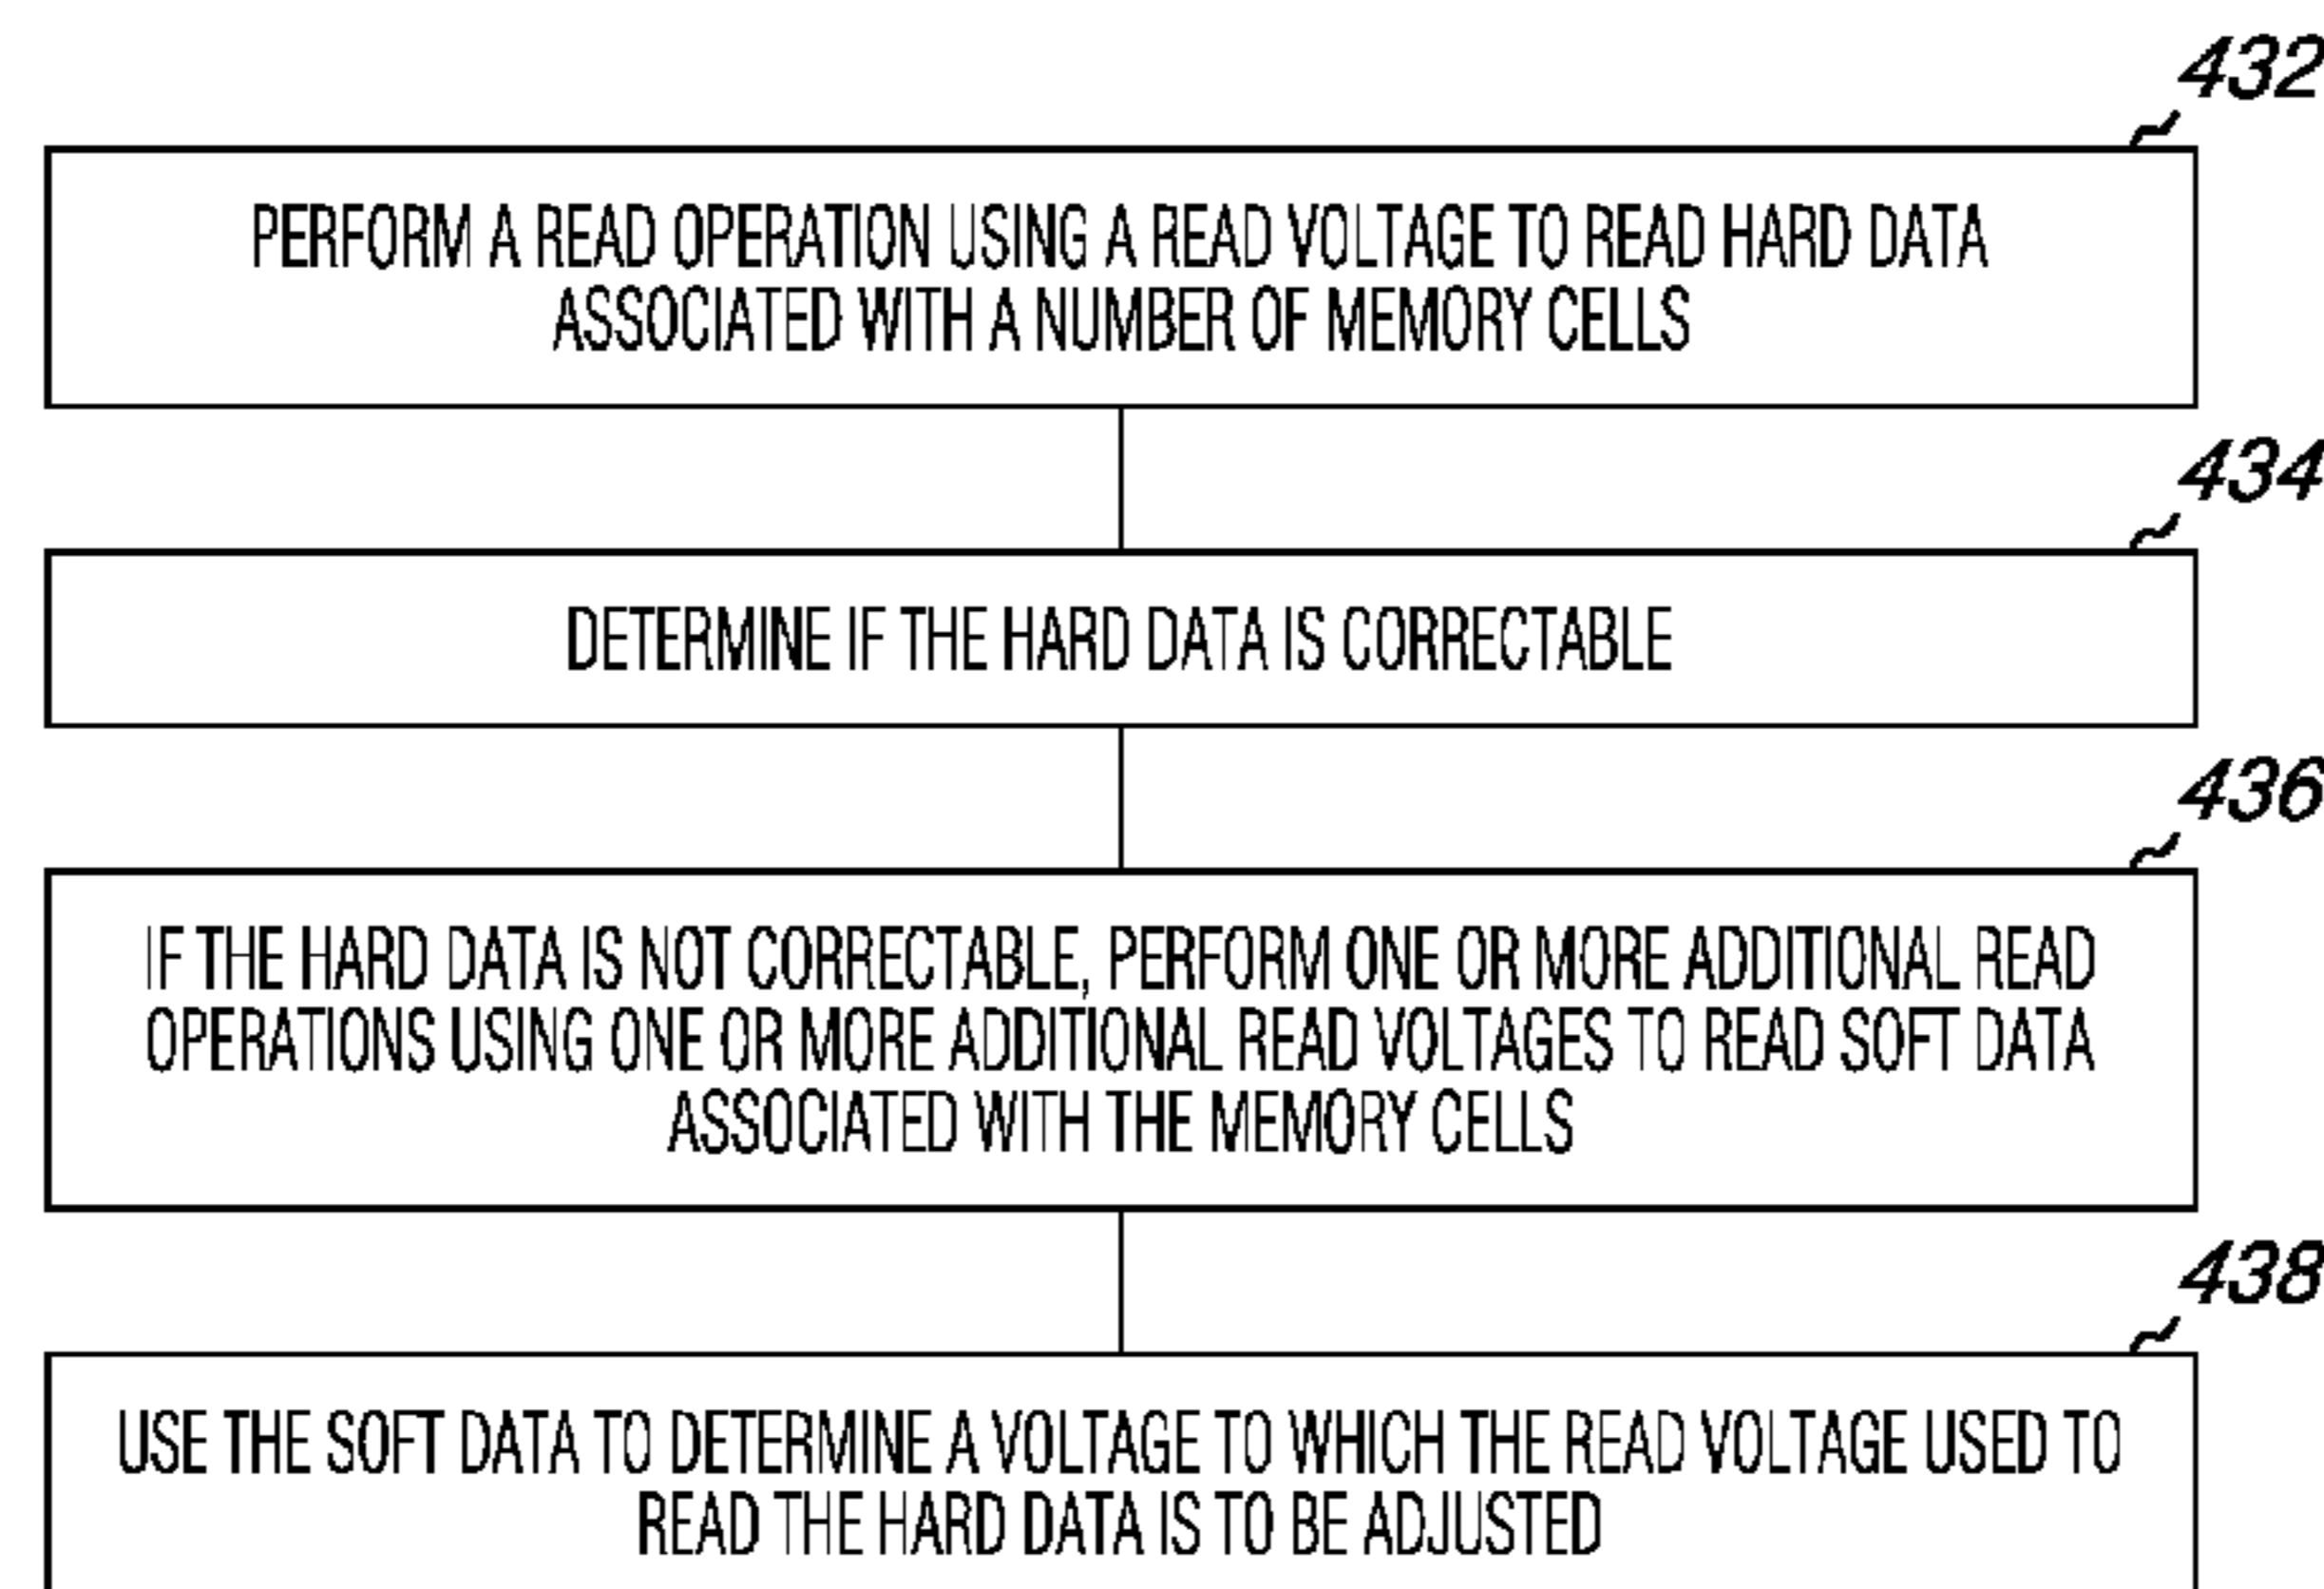 432
PERFORM A READ OPERATION USING A READ VOLTAGE TO READ HARD DATA
ASSOCIATED WITH A NUMBER OF MEMORY CELLS
434
DETERMINE IF THE HARD DATA IS CORRECTABLE
436
IF THE HARD DATA IS NOT CORRECTABLE, PERFORM ONE OR MORE ADDITIONAL READ
OPERATIONS USING ONE OR MORE ADDITIONAL READ VOLTAGES TO READ SOFT DATA
ASSOCIATED WITH THE MEMORY CELLS
438
USE THE SOFT DATA TO DETERMINE A VOLTAGE TO WHICH THE READ VOLTAGE USED TO
READ THE HARD DATA IS TO BE ADJUSTED